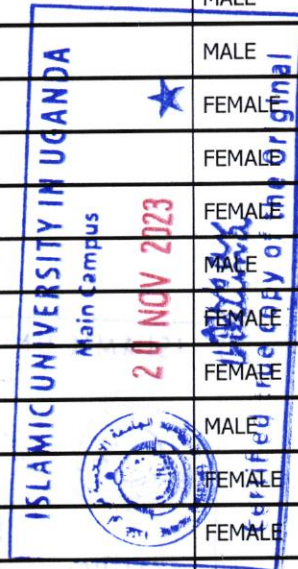 MALE
MALE
FEMALE
FEMALE
FEMALE
MALE
FEMALE
FEMALE
MALE
FEMALE
FEMALE
ISLAMIC UNIVERSITY IN UGANDA
Main Campus
20 NOV 2023
Certified true copy of the original